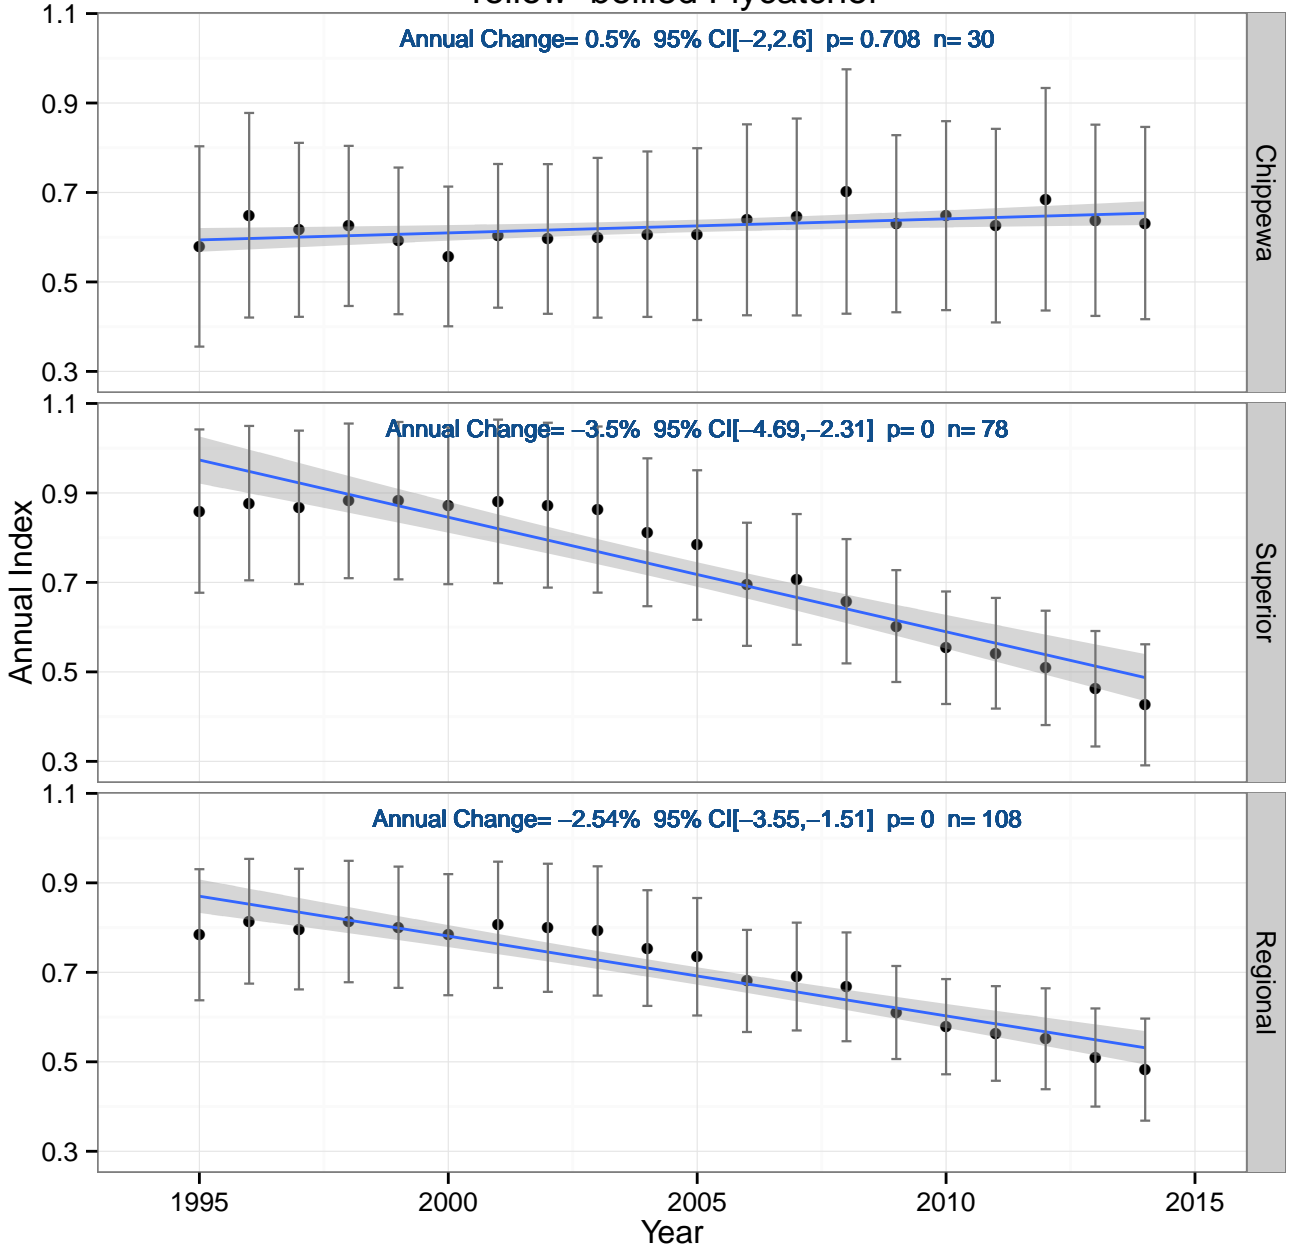 1.1
Annual Change= 0.5%  95% CI[−2,2.6]  p= 0.708  n= 30
0.9
0.7
0.5
0.3
Chippewa
1.1
Annual Change= −3.5%  95% CI[−4.69,−2.31]  p= 0  n= 78
0.9
0.7
0.5
0.3
Superior
Annual Index
1.1
Annual Change= −2.54%  95% CI[−3.55,−1.51]  p= 0  n= 108
0.9
0.7
0.5
0.3
Regional
1995 2000 2005 2010 2015
Year